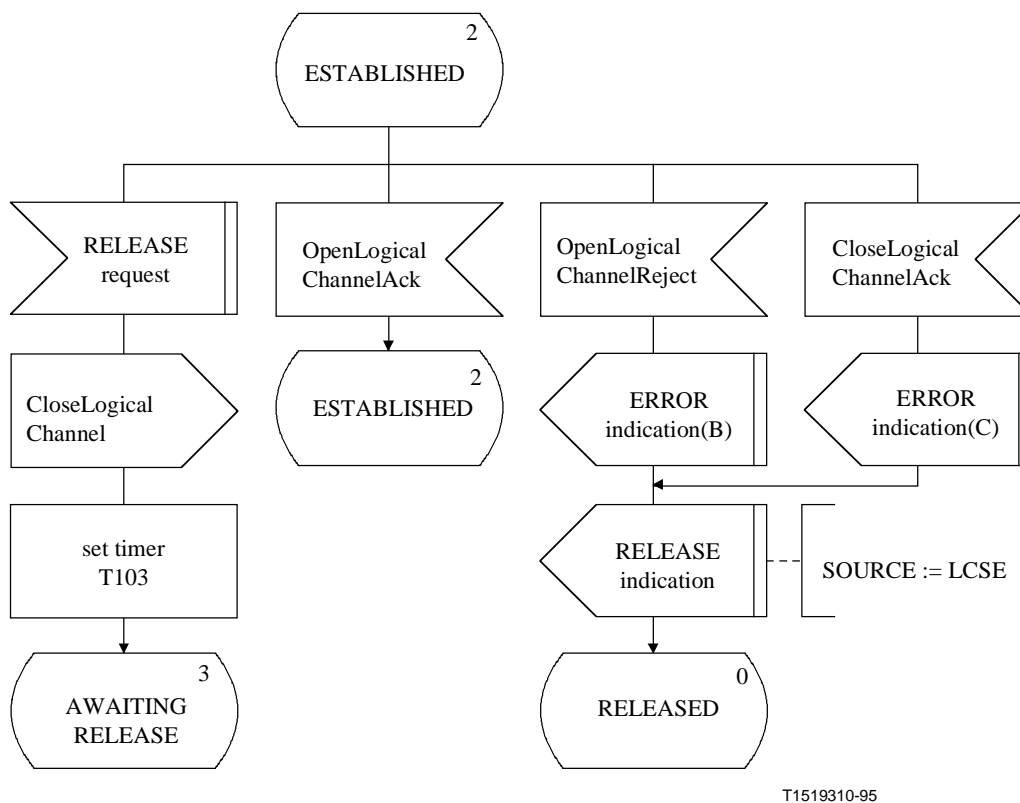 2
ESTABLISHED
RELEASE
request
OpenLogical
ChannelAck
OpenLogical
ChannelReject
CloseLogical
ChannelAck
CloseLogical
Channel
2
ESTABLISHED
ERROR
indication(B)
ERROR
indication(C)
set timer
T103
RELEASE
indication
SOURCE := LCSE
3
AWAITING
RELEASE
0
RELEASED
T1519310-95